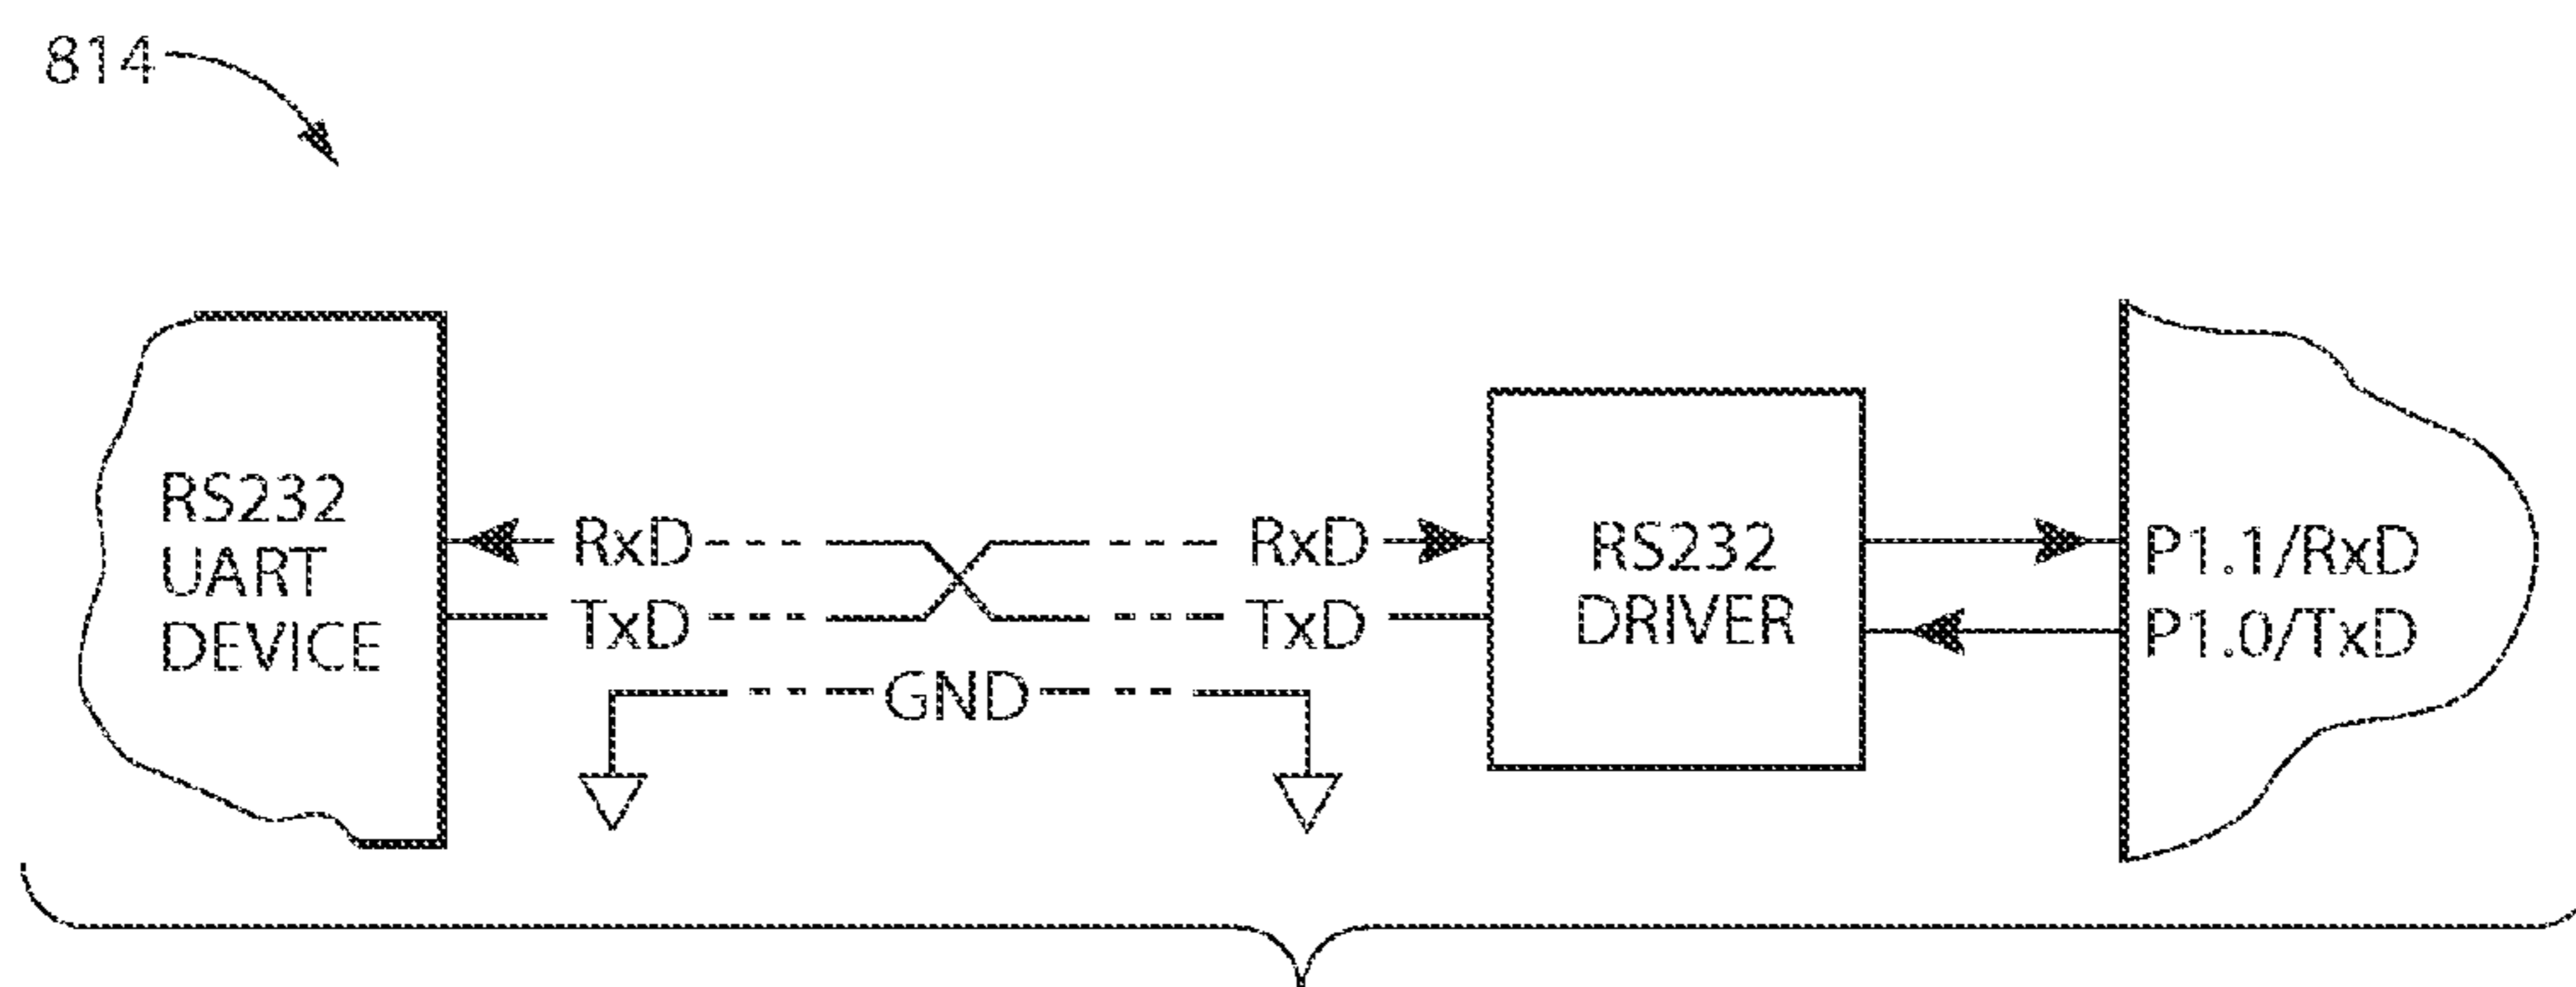 814
RS232
UART
DEVICE
RxD
TxD
GND
RxD
TxD
RS232
DRIVER
P1.1/RxD
P1.0/TxD